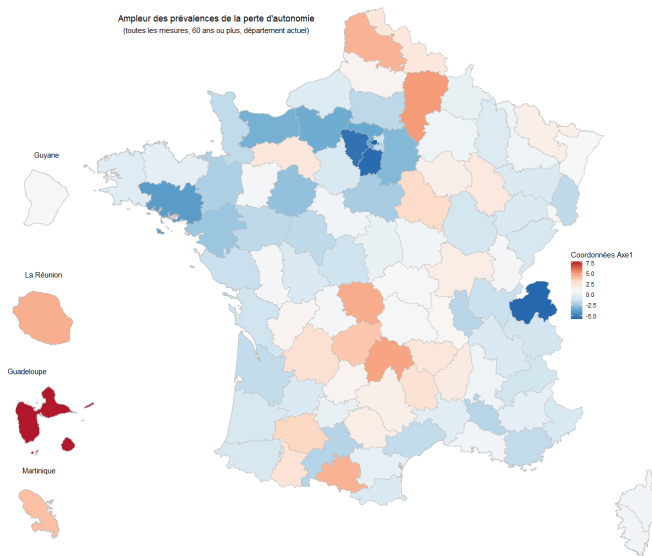 Ampleur des prévalences de la perte d'autonomie
(toutes les mesures, 60 ans ou plus, département actuel)
Guyane
La Réunion
Guadeloupe
Martinique
Coordonnées Axe1
7.5
5.0
2.5
0.0
-2.5
-5.0